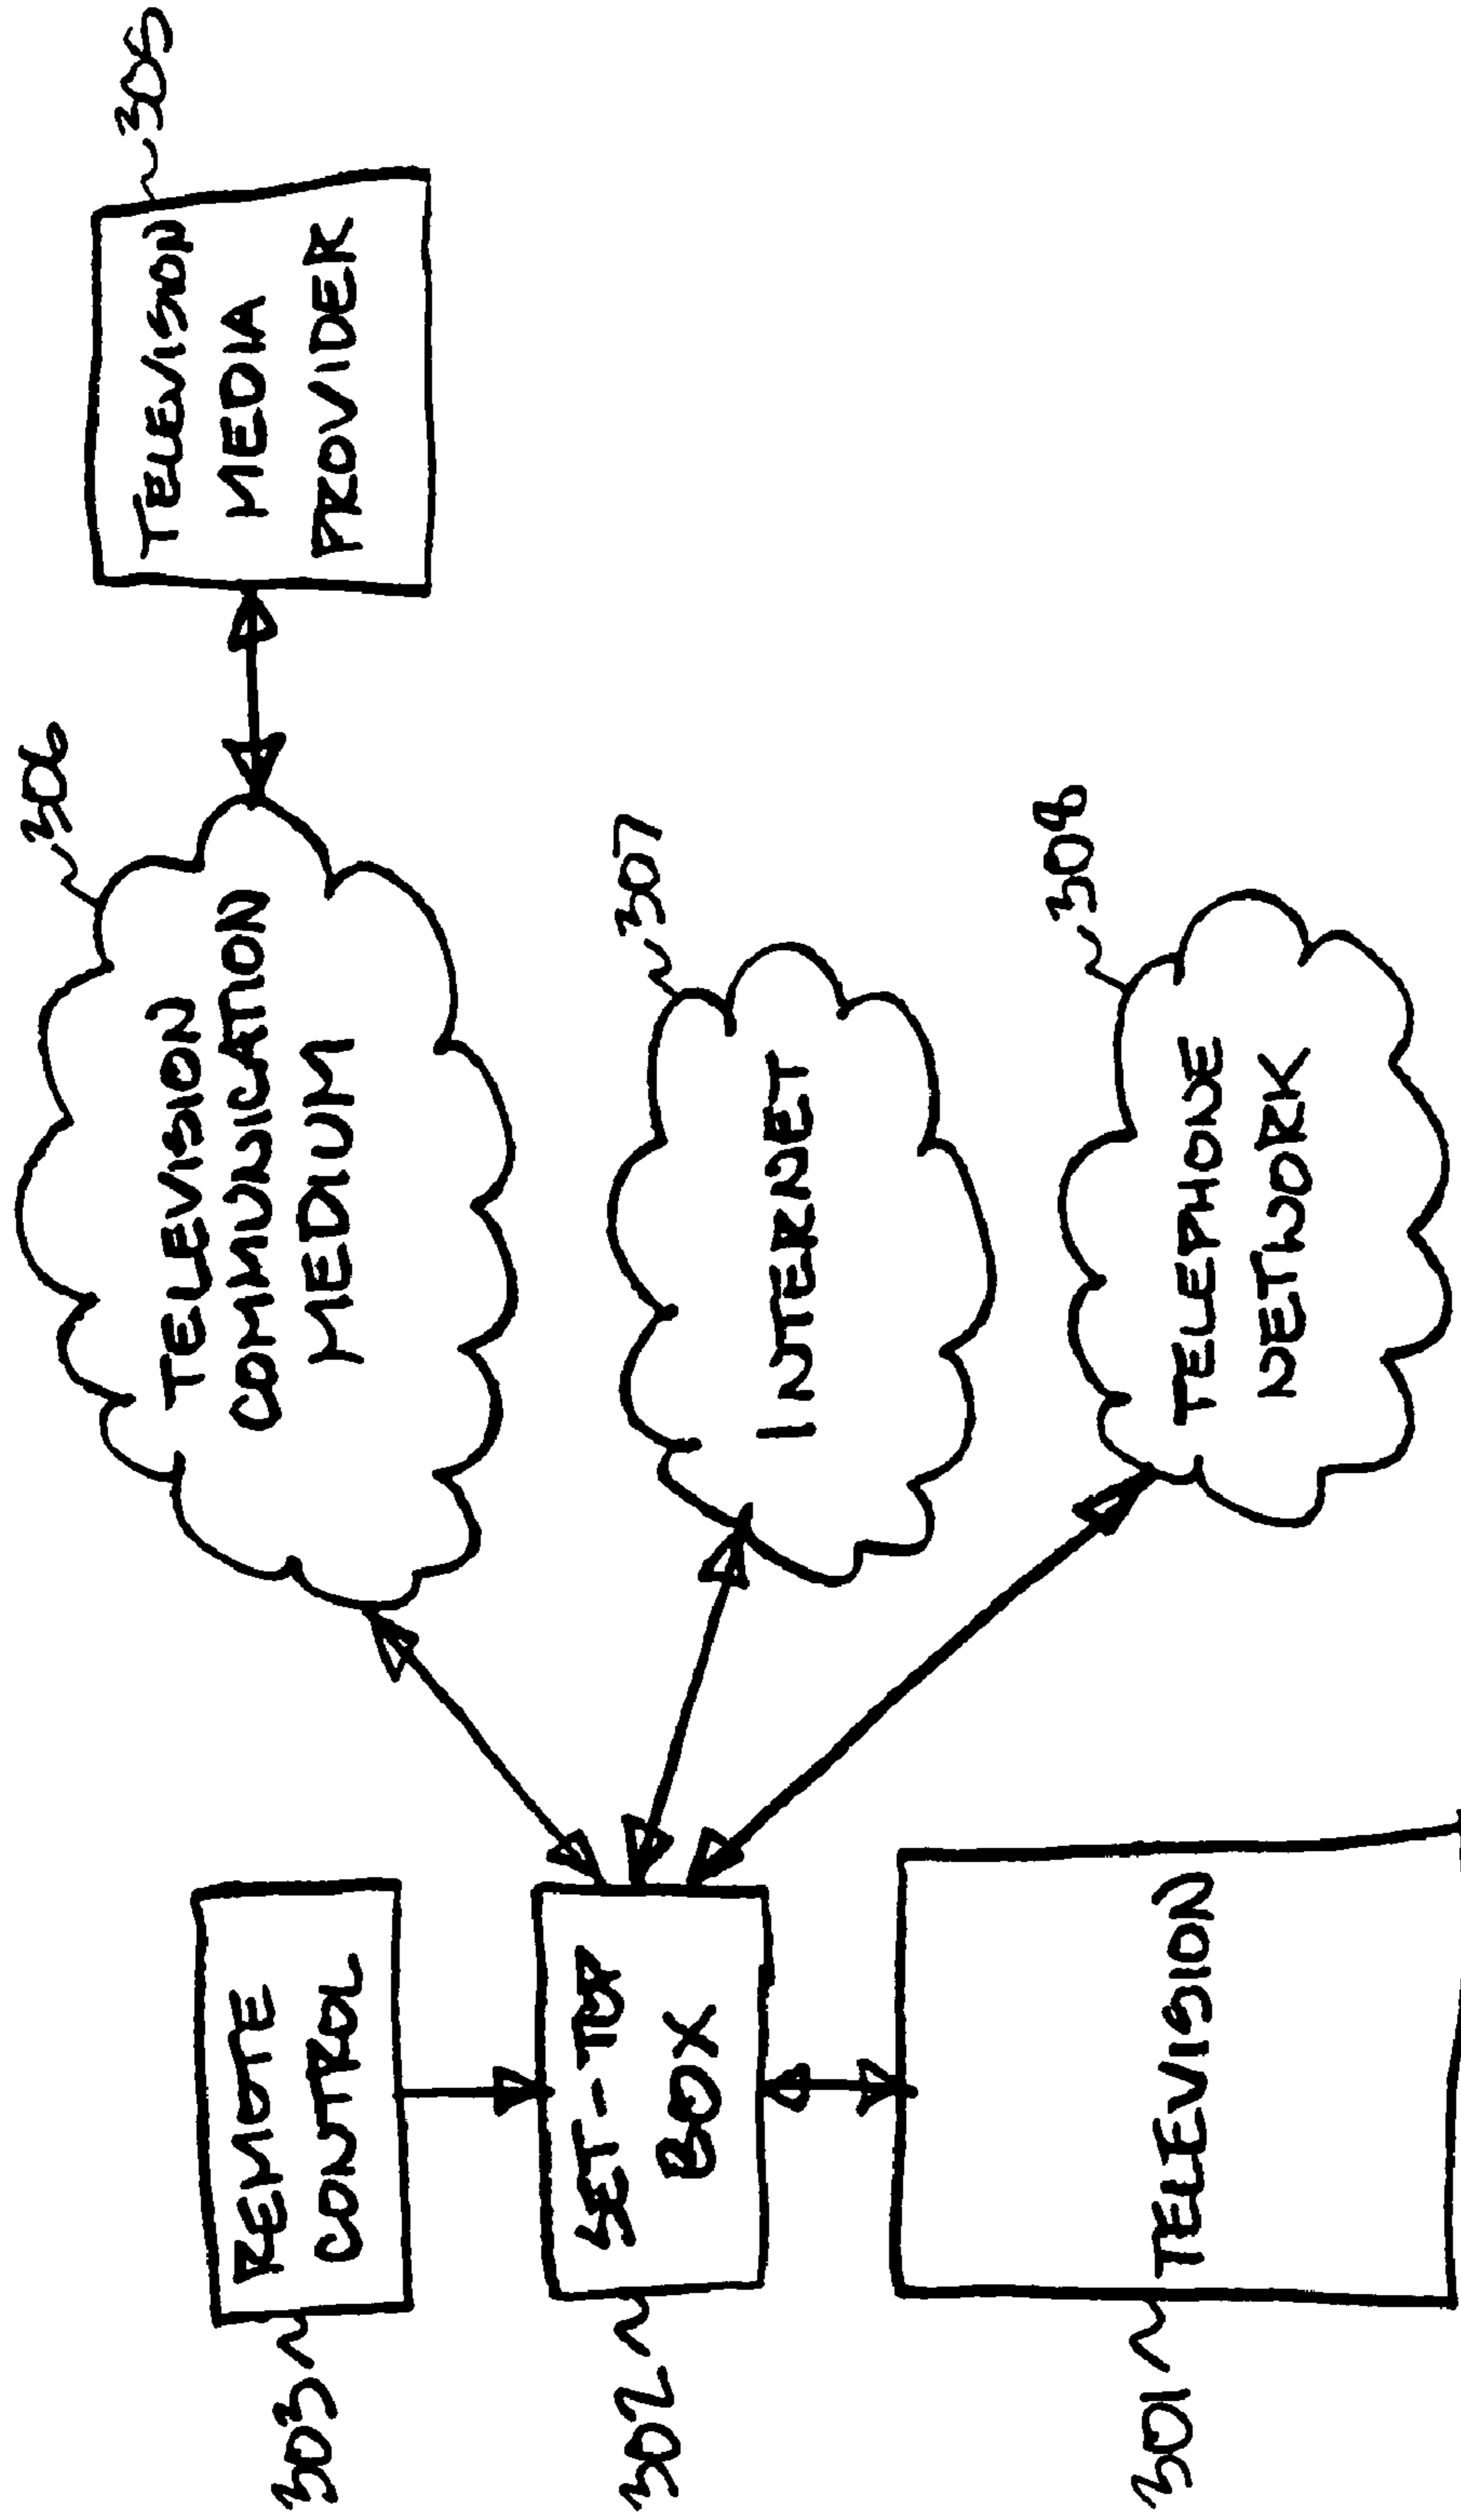 303
REMOTE
CONTROL
302
SET-TOP
BOX
301
TELEVISION
306
TELEVISION
COMMUNICATION
MEDIUM
307
INTERNET
308
TELEPHONE
NETWORK
305
TELEVISION
MEDIA
PROVIDER